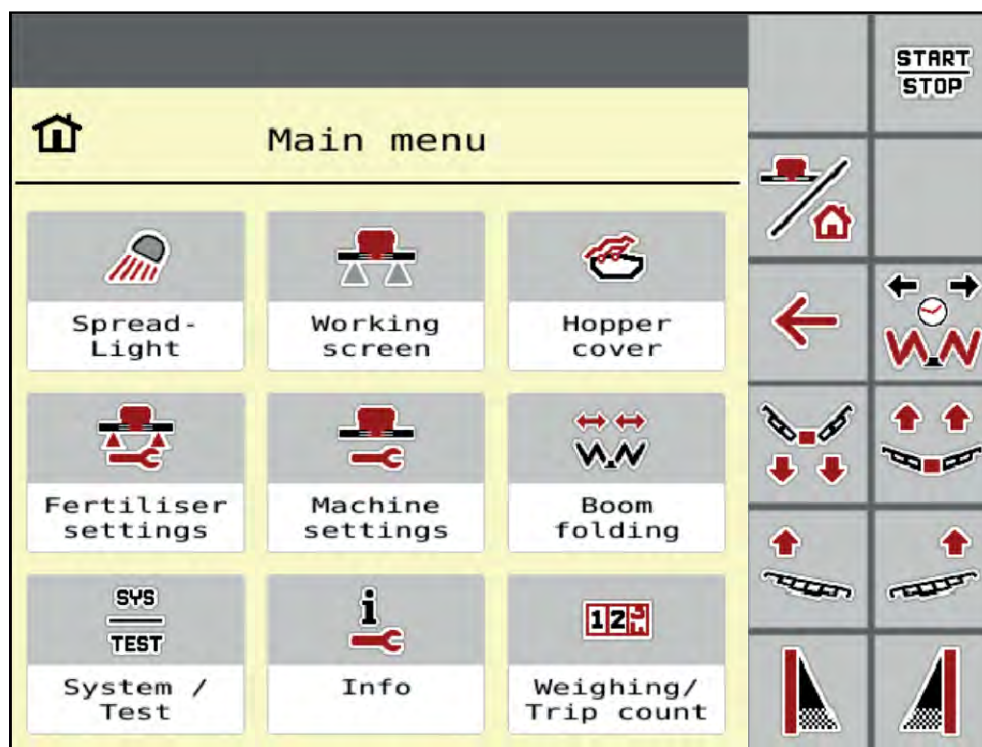 START
STOP
Main menu
Spread-
Light
Working
screen
Hopper
cover
Fertiliser
settings
Machine
settings
Boom
folding
SYS
TEST
System /
Test
i
Info
12
Weighing/
Trip count